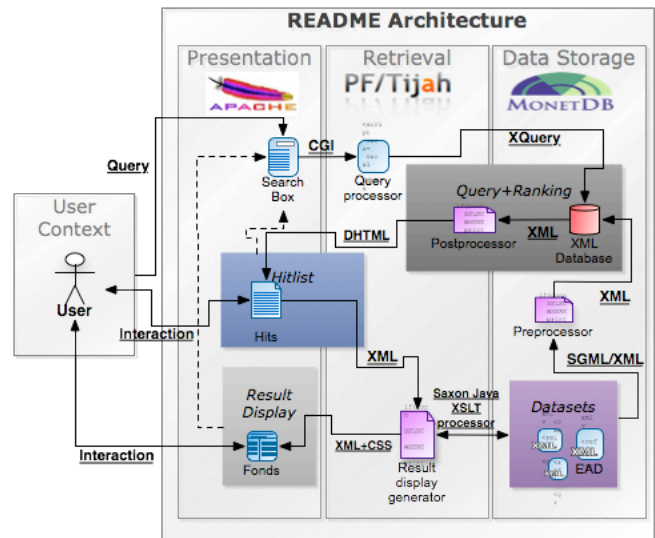 README Architecture
Presentation
Retrieval
Data Storage
APACHE
PF/Tijah
MONETDB
Query
CGI
XQuery
Search
Box
Query
processor
Query+Ranking
User
Context
DHTML
Postprocessor
XML
XML
Database
User
Hitlist
Hits
Interaction
XML
Preprocessor
XML
SGML/XML
Result
Display
Saxon Java
XSLT
processor
Datasets
XML
XML
XML
EAD
XML+CSS
Fonds
Interaction
Result
display
generator